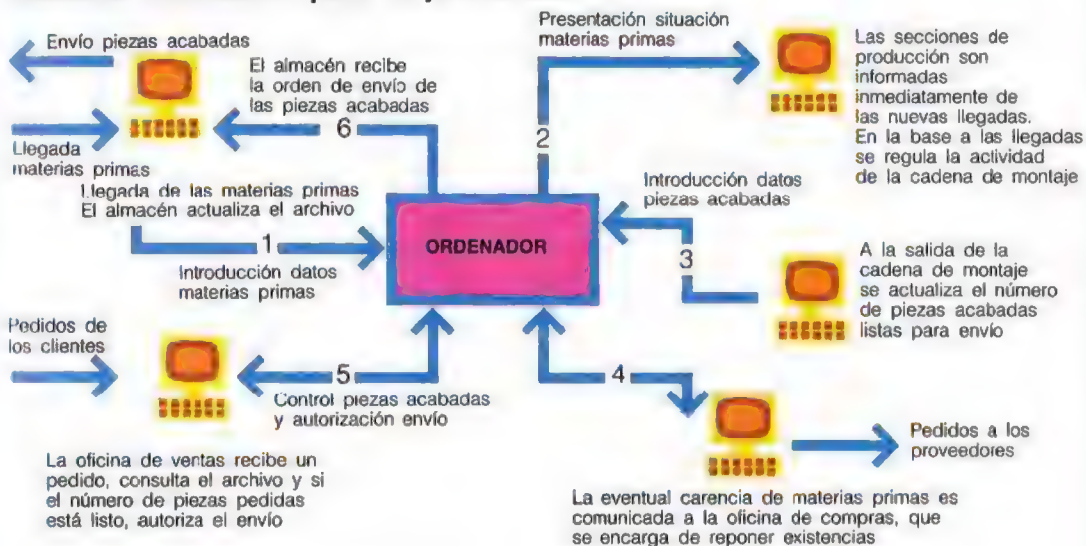 Envío piezas acabadas
El almacén recibe
la orden de envío de
las piezas acabadas
6
Llegada
materias primas
Llegada de las materias primas
El almacén actualiza el archivo
1
Introducción datos
materias primas
Presentación situación
materias primas
2
Las secciones de
producción son
informadas
inmediatamente de
las nuevas llegadas.
En la base a las llegadas
se regula la actividad
de la cadena de montaje
ORDENADOR
Introducción datos
piezas acabadas
3
A la salida de la
cadena de montaje
se actualiza el número
de piezas acabadas
listas para envío
Pedidos de
los clientes
5
Control piezas acabadas
y autorización envío
La oficina de ventas recibe un
pedido, consulta el archivo y si
el número de piezas pedidas
está listo, autoriza el envío
4
Pedidos a los
proveedores
La eventual carencia de materias primas es
comunicada a la oficina de compras, que
se encarga de reponer existencias